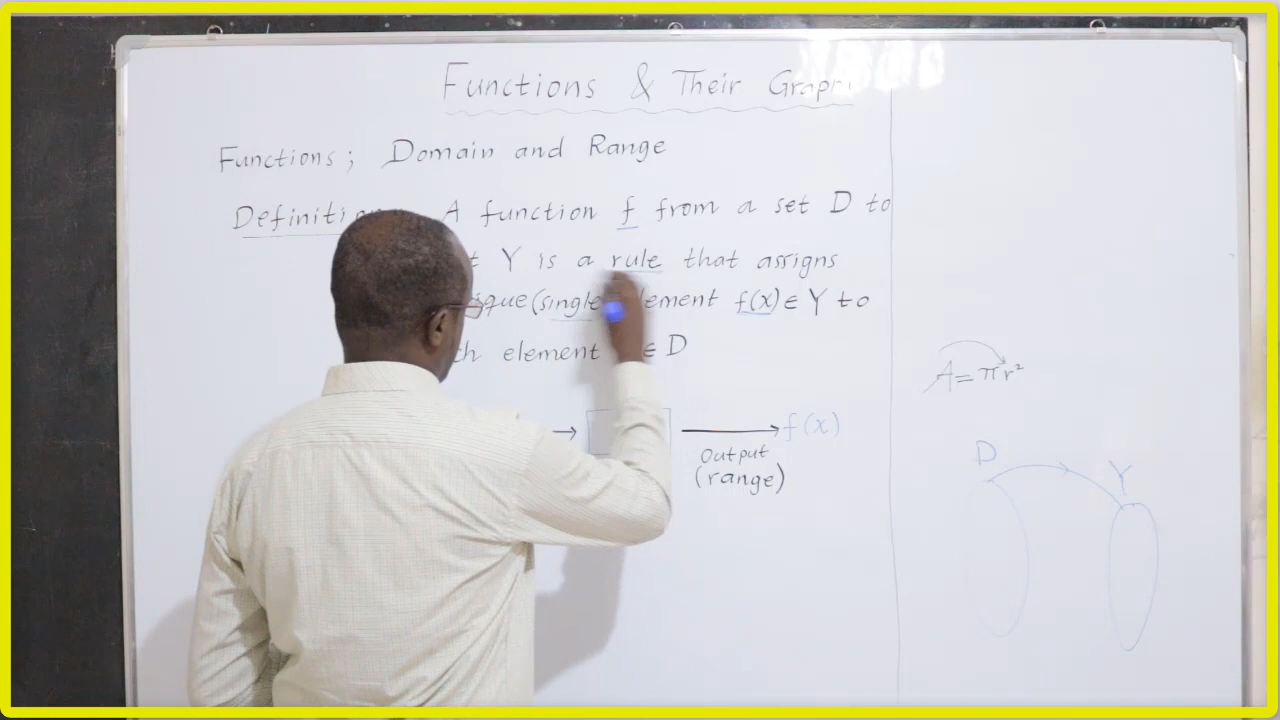 Functions & Their Graph
Functions; Domain and Range
Definition A function f from a set D to
Y is a rule that assigns
(single element f(x) ∈ Y to
element ∈ D
→
f(x)
Output
(range)
A = πr²
D
Y